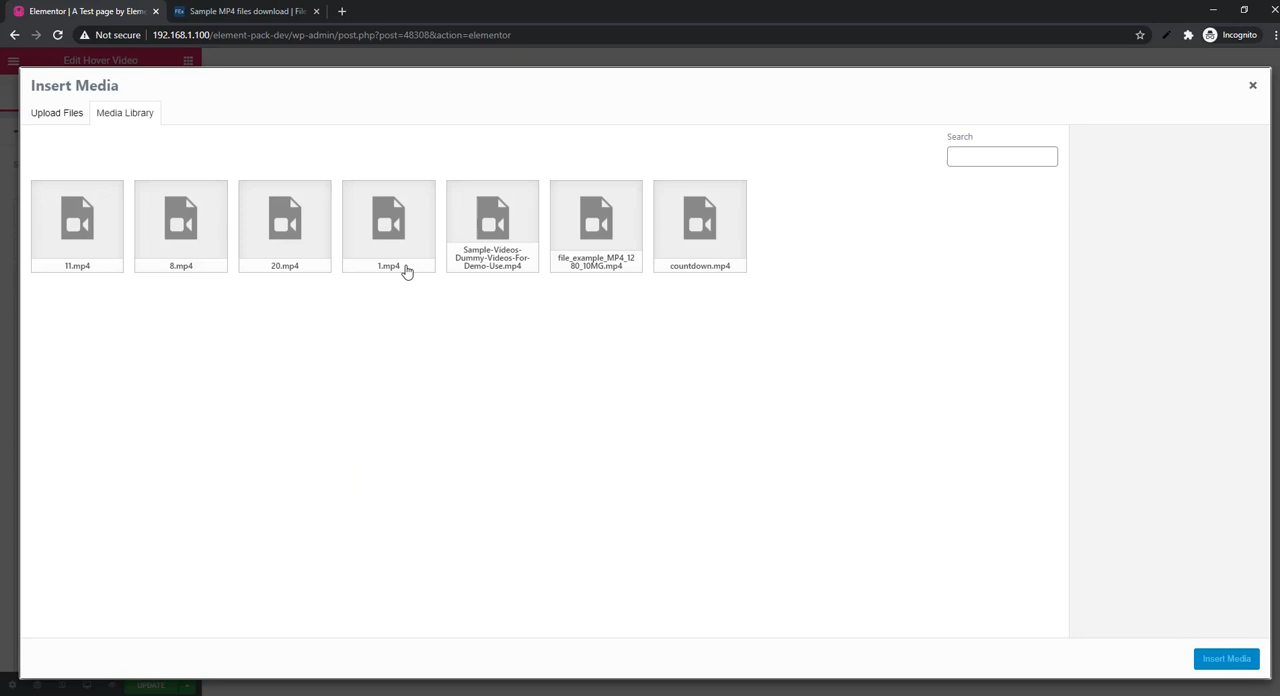 Elementor | A Test page by Elem
Sample MP4 files download | File
Not secure
192.168.1.100/element-pack-dev/wp-admin/post.php?post=48308&action=elementor
Incognito
Edit Hover Video
Insert Media
Upload Files
Media Library
Search
11.mp4
8.mp4
20.mp4
1.mp4
Sample-Videos-
Dummy-Videos-For-
Demo-Use.mp4
file_example_MP4_12
80_10MG.mp4
countdown.mp4
Insert Media
UPDATE